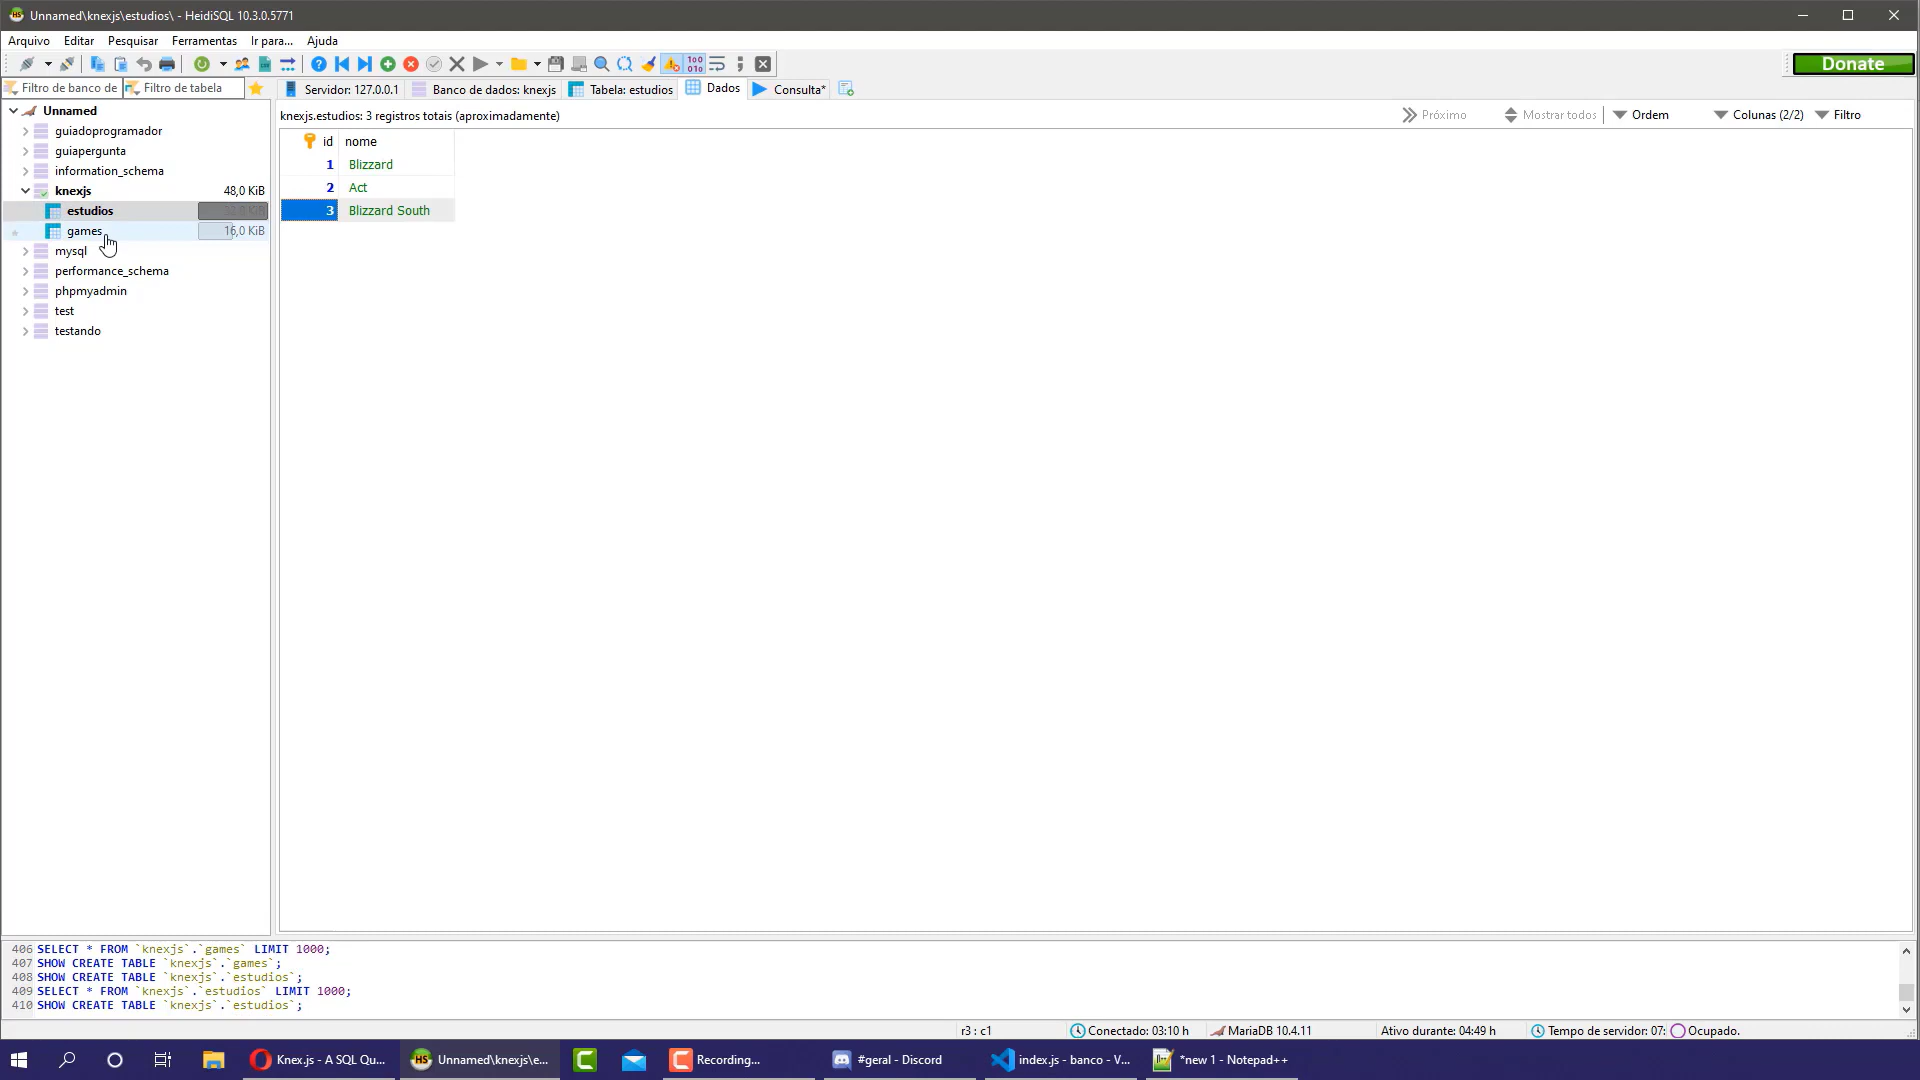 Unnamed\knexjs\estudios\ - HeidiSQL 10.3.0.5771
Arquivo Editar Pesquisar Ferramentas Ir para... Ajuda
Donate
Filtro de banco de Filtro de tabela
Servidor: 127.0.0.1 Banco de dados: knexjs Tabela: estudios Dados Consulta*
Unnamed
guiadoprogramador
guiapergunta
information_schema
knexjs 48,0 KiB
estudios
games 16,0 KiB
mysql
performance_schema
phpmyadmin
test
testando
knexjs.estudios: 3 registros totais (aproximadamente) Próximo Mostrar todos Ordem Colunas (2/2) Filtro
id nome
1 Blizzard
2 Act
3 Blizzard South
406 SELECT * FROM `knexjs`.`games` LIMIT 1000;
407 SHOW CREATE TABLE `knexjs`.`games`;
408 SHOW CREATE TABLE `knexjs`.`estudios`;
409 SELECT * FROM `knexjs`.`estudios` LIMIT 1000;
410 SHOW CREATE TABLE `knexjs`.`estudios`;
r3 : c1 Conectado: 03:10 h MariaDB 10.4.11 Ativo durante: 04:49 h Tempo de servidor: 07: Ocupado.
Knex.js - A SQL Qu... Unnamed\knexjs\e... Recording... #geral - Discord index.js - banco - V... *new 1 - Notepad++